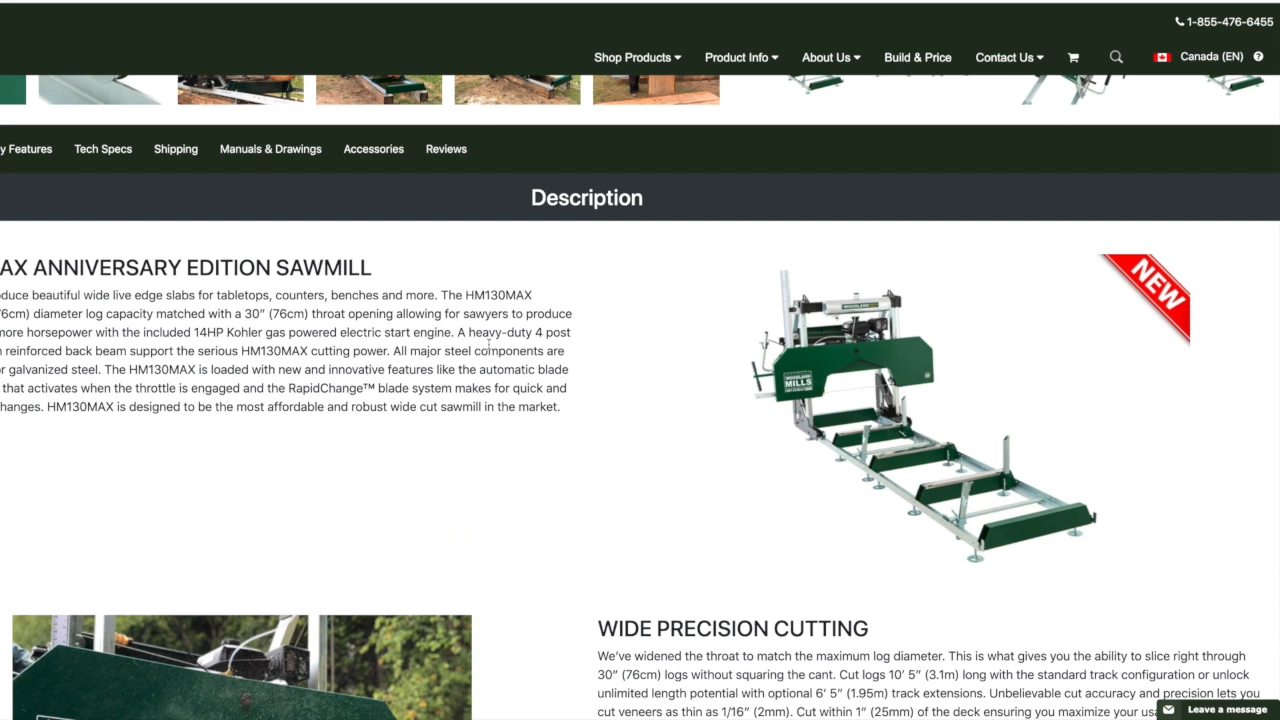 1-855-476-6455
Shop Products Product Info About Us Build & Price Contact Us Canada (EN)
y Features Tech Specs Shipping Manuals & Drawings Accessories Reviews
Description
AX ANNIVERSARY EDITION SAWMILL
oduce beautiful wide live edge slabs for tabletops, counters, benches and more. The HM130MAX
76cm) diameter log capacity matched with a 30” (76cm) throat opening allowing for sawyers to produce
more horsepower with the included 14HP Kohler gas powered electric start engine. A heavy-duty 4 post
reinforced back beam support the serious HM130MAX cutting power. All major steel components are
or galvanized steel. The HM130MAX is loaded with new and innovative features like the automatic blade
that activates when the throttle is engaged and the RapidChange™ blade system makes for quick and
hanges. HM130MAX is designed to be the most affordable and robust wide cut sawmill in the market.
NEW
WOODLAND
MILLS
WIDE PRECISION CUTTING
We’ve widened the throat to match the maximum log diameter. This is what gives you the ability to slice right through
30” (76cm) logs without squaring the cant. Cut logs 10’ 5” (3.1m) long with the standard track configuration or unlock
unlimited length potential with optional 6’ 5” (1.95m) track extensions. Unbelievable cut accuracy and precision lets you
cut veneers as thin as 1/16” (2mm). Cut within 1” (25mm) of the deck ensuring you maximize your usa
Leave a message